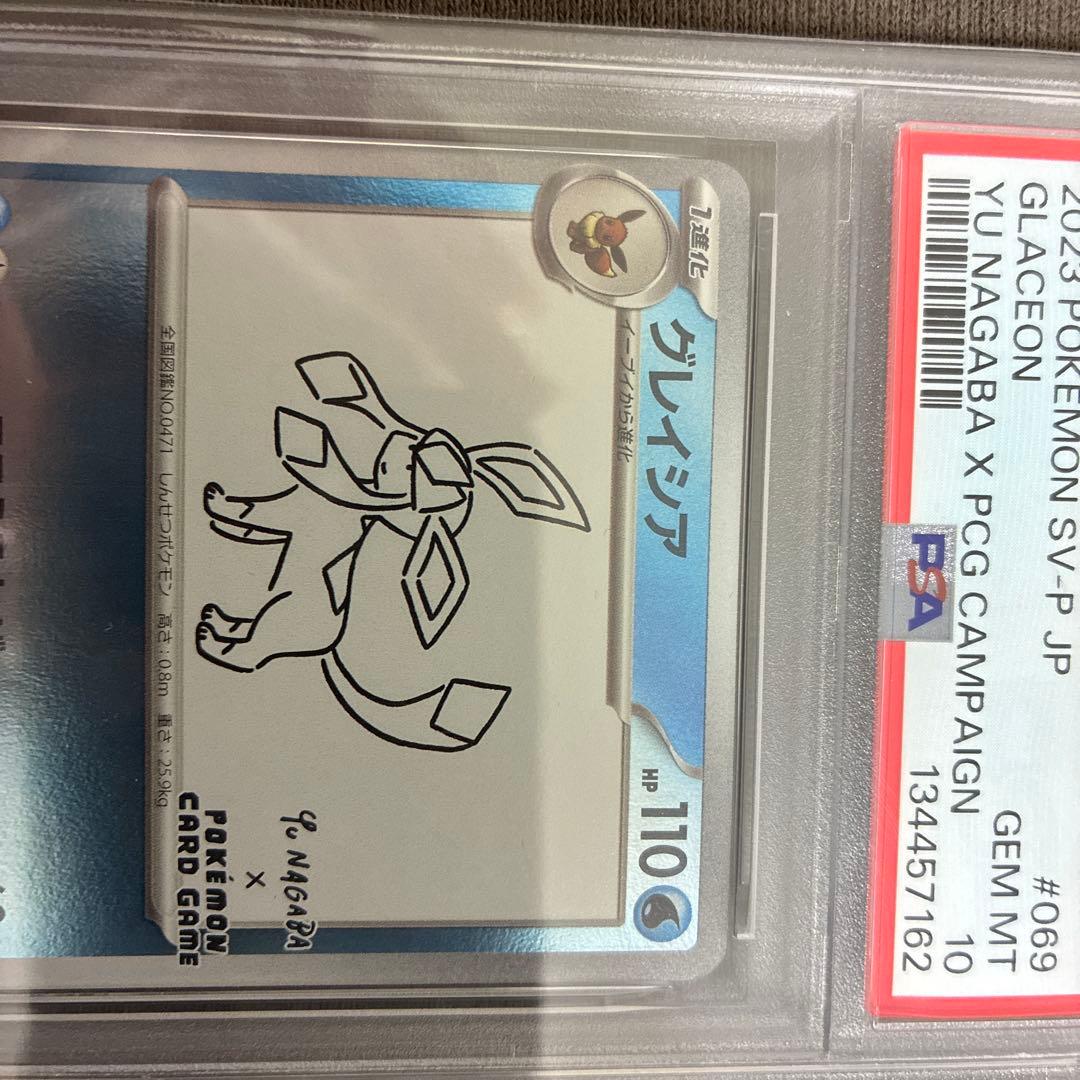 2023 POKEMON SV-P JP
#069
GLACEON
GEM MT
YU NAGABA X PCG CAMPAIGN
10
134457162
PSA
1進化
グレイシア
HP 110
イーブイから進化
YU NAGABA
×
POKÉMON
CARD GAME
全国図鑑NO.0471 しんせつポケモン 高さ:0.8m 重さ:25.9kg